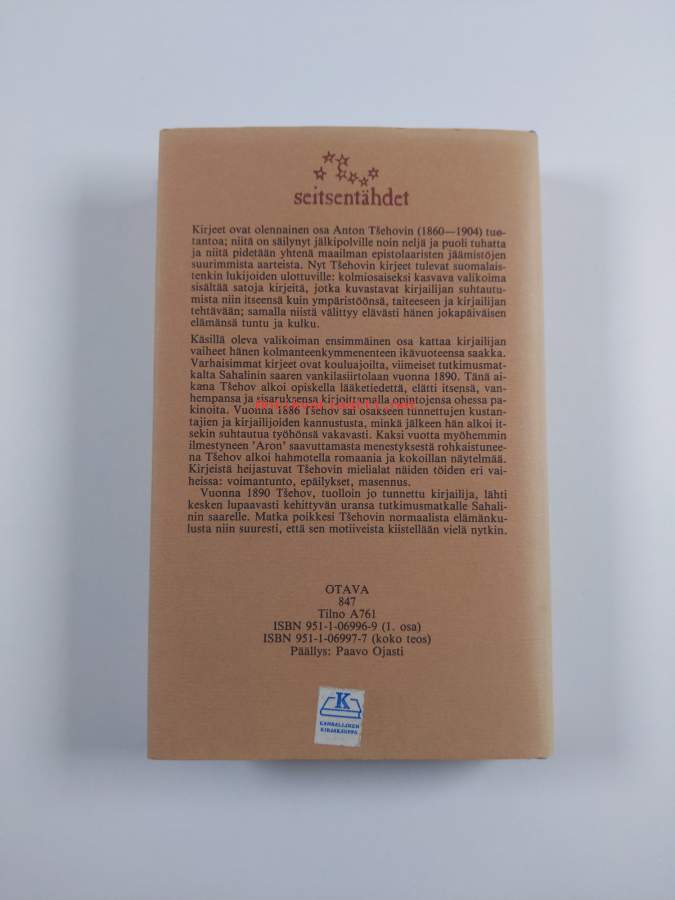 seitsentähdet
Kirjeet ovat olennainen osa Anton Tšehovin (1860—1904) tuo-
tantoa; niitä on säilynyt jälkipolville noin neljä ja puoli tuhatta
ja niitä pidetään yhtenä maailman epistolaaristen jäämistöjen
suurimmista aarteista. Nyt Tšehovin kirjeet tulevat suomalais-
tenkin lukijoiden ulottuville: kolmiosaiseksi kasvava valikoima
sisältää satoja kirjeitä, jotka kuvastavat kirjailijan suhtautu-
mista niin itseensä kuin ympäristöönsä, taiteeseen ja kirjailijan
tehtävään; samalla niistä välittyy elävästi hänen jokapäiväisen
elämänsä tuntu ja kulku.
Käsillä oleva valikoiman ensimmäinen osa kattaa kirjailijan
vaiheet hänen kolmanteenkymmenenteen ikävuoteensa saakka.
Varhaisimmat kirjeet ovat kouluajoilta, viimeiset tutkimusmat-
kalta Sahalinin saaren vankilasiirtolaan vuonna 1890. Tänä ai-
kana Tšehov alkoi opiskella lääketiedettä, elätti itsensä, van-
hempansa ja sisaruksensa kirjoittamalla opintojensa ohessa pa-
kinoita. Vuonna 1886 Tšehov sai osakseen tunnettujen kustan-
tajien ja kirjailijoiden kannustusta, minkä jälkeen hän alkoi it-
sekin suhtautua työhönsä vakavasti. Kaksi vuotta myöhemmin
ilmestyneen 'Aron' saavuttamasta menestyksestä rohkaistunee-
na Tšehov alkoi hahmotella romaania ja kokoillan näytelmää.
Kirjeistä heijastuvat Tšehovin mielialat näiden töiden eri vai-
heissa: voimantunto, epäilykset, masennus.
Vuonna 1890 Tšehov, tuolloin jo tunnettu kirjailija, lähti
kesken lupaavasti kehittyvän uransa tutkimusmatkalle Sahali-
nin saarelle. Matka poikkesi Tšehovin normaalista elämänku-
lusta niin suuresti, että sen motiiveista kiistellään vielä nytkin.
OTAVA
847
Tilno A761
ISBN 951-1-06996-9 (1. osa)
ISBN 951-1-06997-7 (koko teos)
Päällys: Paavo Ojasti
K
KANSALLINEN
KIRJAKAUPPA